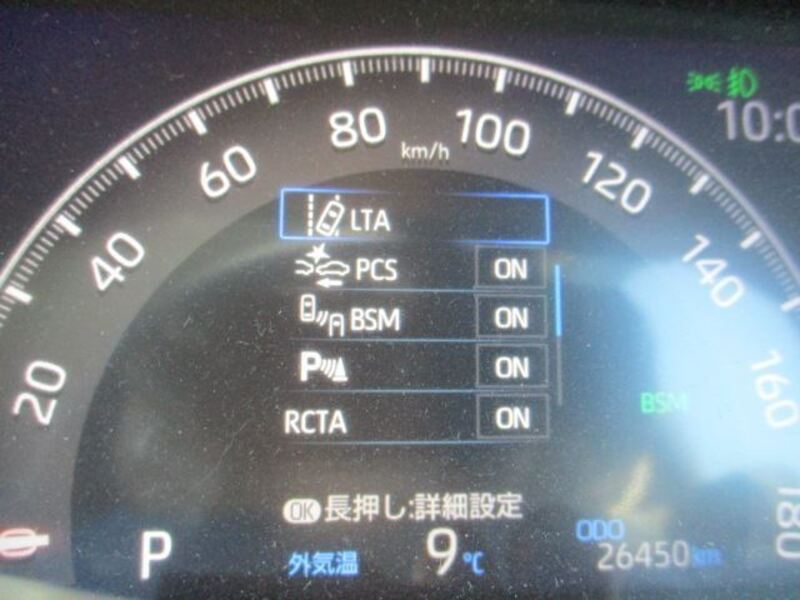 10:0
80
100
km/h
60
120
LTA
40
PCS ON
140
BSM ON
20
P ON
160
BSM
RCTA ON
OK 長押し:詳細設定
180
P
外気温 9℃
ODO
26450 km